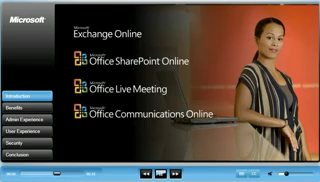 Microsoft
Microsoft
Exchange Online
Microsoft
Office SharePoint Online
Microsoft
Office Live Meeting
Microsoft
Office Communications Online
Introduction
Benefits
Admin Experience
User Experience
Security
Conclusion